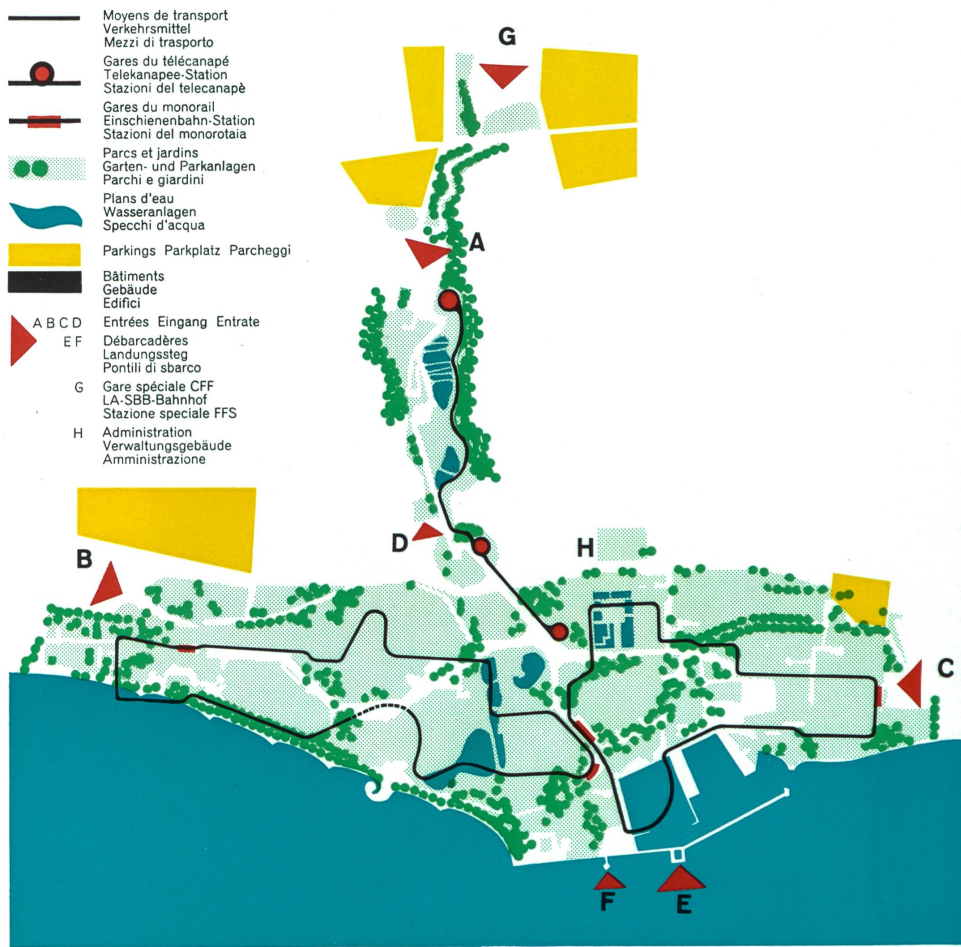 Moyens de transport
Verkehrsmittel
Mezzi di trasporto
Gares du télécanapé
Telekanapee-Station
Stazioni del telecanapè
Gares du monorail
Einschienenbahn-Station
Stazioni del monorotaia
Parcs et jardins
Garten- und Parkanlagen
Parchi e giardini
Plans d'eau
Wasseranlagen
Specchi d'acqua
Parkings Parkplatz Parcheggi
Bâtiments
Gebäude
Edifici
A B C D Entrées Eingang Entrate
E F Débarcadères
Landungssteg
Pontili di sbarco
G Gare spéciale CFF
LA-SBB-Bahnhof
Stazione speciale FFS
H Administration
Verwaltungsgebäude
Amministrazione
G
A
D
H
B
C
F
E